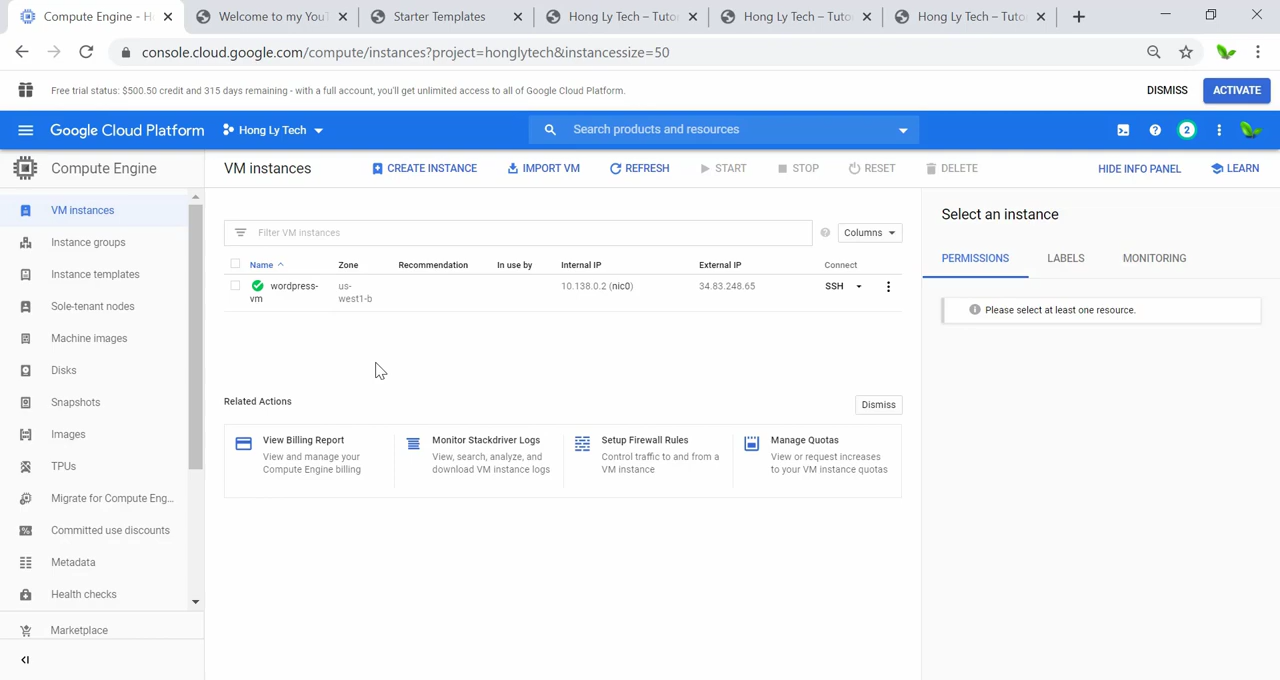 Compute Engine - H
Welcome to my YouT
Starter Templates
Hong Ly Tech – Tuto
Hong Ly Tech – Tuto
Hong Ly Tech – Tuto
console.cloud.google.com/compute/instances?project=honglytech&instancessize=50
Free trial status: $500.50 credit and 315 days remaining - with a full account, you'll get unlimited access to all of Google Cloud Platform.
DISMISS
ACTIVATE
Google Cloud Platform
Hong Ly Tech
Search products and resources
2
Compute Engine
VM instances
CREATE INSTANCE
IMPORT VM
REFRESH
START
STOP
RESET
DELETE
HIDE INFO PANEL
LEARN
VM instances
Instance groups
Instance templates
Sole-tenant nodes
Machine images
Disks
Snapshots
Images
TPUs
Migrate for Compute Eng...
Committed use discounts
Metadata
Health checks
Marketplace
Filter VM instances
Columns
Name
Zone
Recommendation
In use by
Internal IP
External IP
Connect
wordpress-
vm
us-
west1-b
10.138.0.2 (nic0)
34.83.248.65
SSH
Related Actions
Dismiss
View Billing Report
View and manage your
Compute Engine billing
Monitor Stackdriver Logs
View, search, analyze, and
download VM instance logs
Setup Firewall Rules
Control traffic to and from a
VM instance
Manage Quotas
View or request increases
to your VM instance quotas
Select an instance
PERMISSIONS
LABELS
MONITORING
Please select at least one resource.